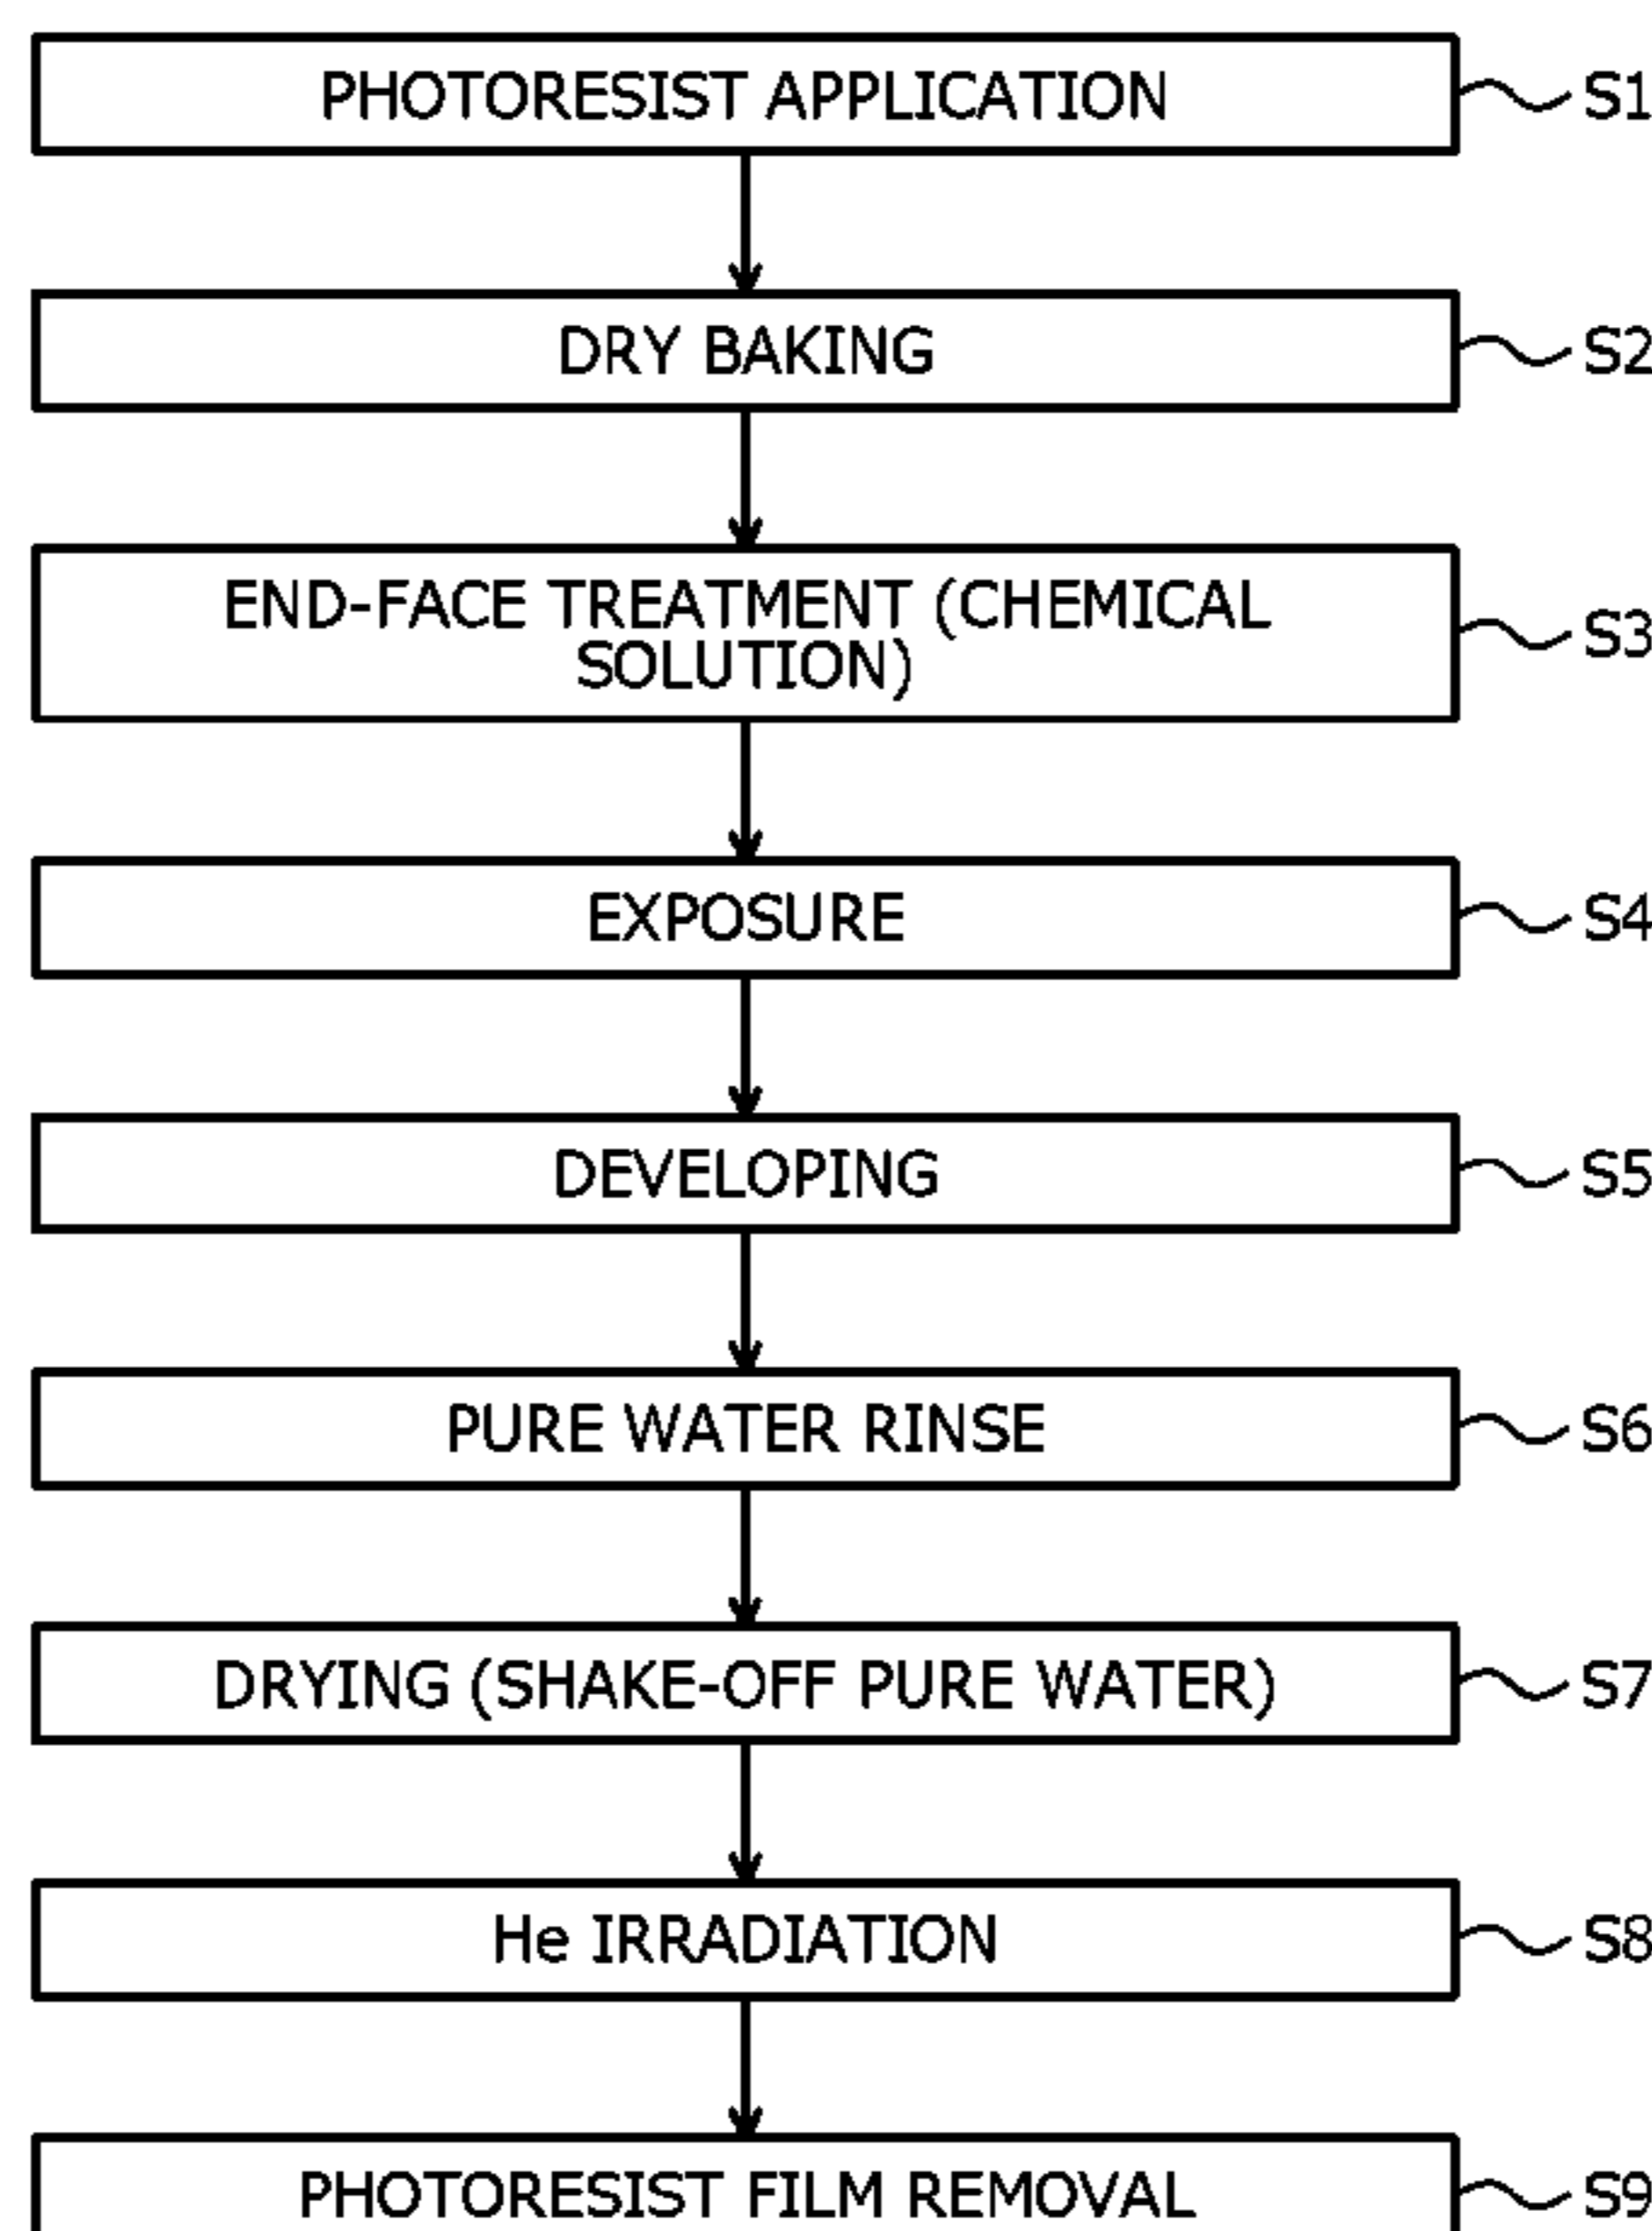 PHOTORESIST APPLICATION S1
DRY BAKING S2
END-FACE TREATMENT (CHEMICAL
SOLUTION) S3
EXPOSURE S4
DEVELOPING S5
PURE WATER RINSE S6
DRYING (SHAKE-OFF PURE WATER) S7
He IRRADIATION S8
PHOTORESIST FILM REMOVAL S9